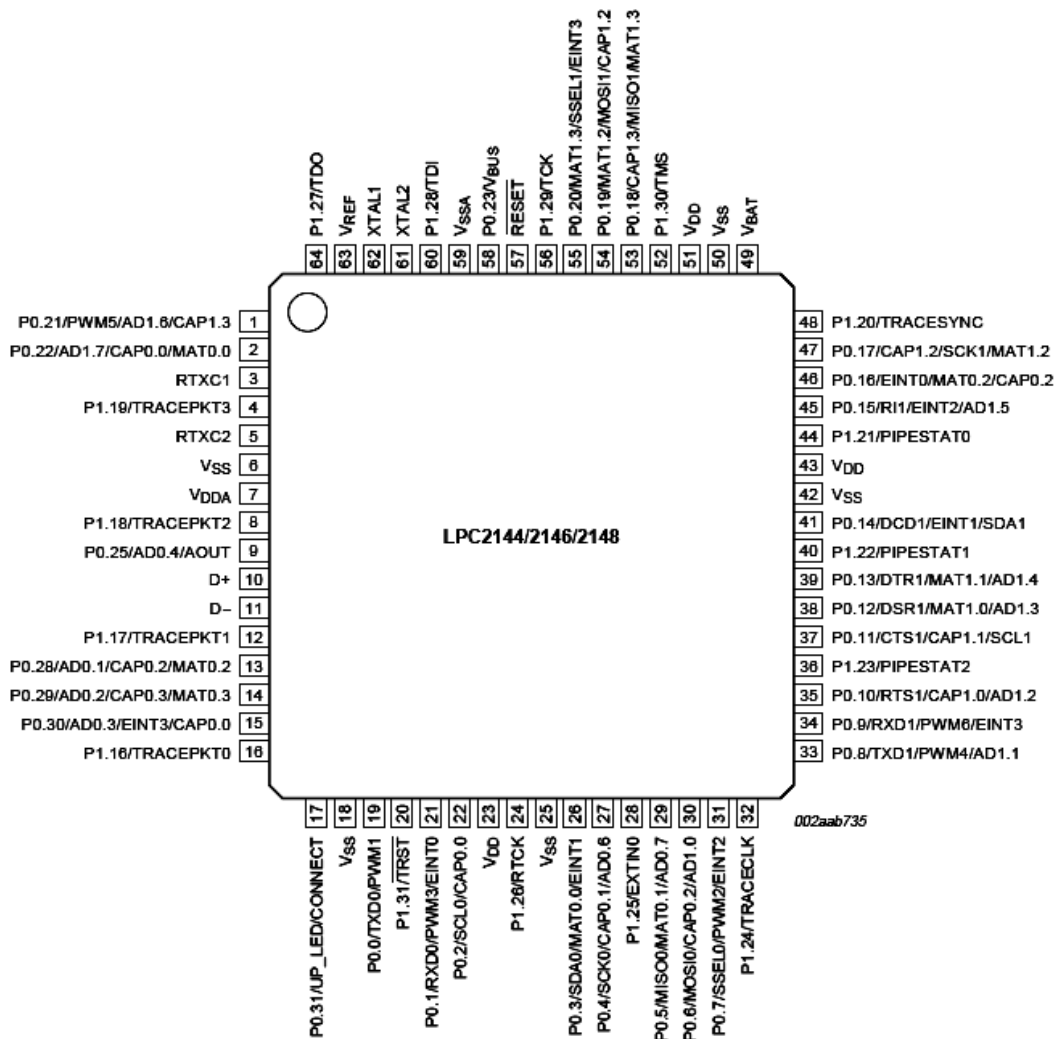 P1.27/TDO
VREF
XTAL1
XTAL2
P1.28/TDI
VSSA
P0.23/VBUS
RESET
P1.29/TCK
P0.20/MAT1.3/SSEL1/EINT3
P0.19/MAT1.2/MOSI1/CAP1.2
P0.18/CAP1.3/MISO1/MAT1.3
P1.30/TMS
VDD
VSS
VBAT
64 63 62 61 60 59 58 57 56 55 54 53 52 51 50 49
P0.21/PWM5/AD1.6/CAP1.3 1
P0.22/AD1.7/CAP0.0/MAT0.0 2
RTXC1 3
P1.19/TRACEPKT3 4
RTXC2 5
VSS 6
VDDA 7
P1.18/TRACEPKT2 8
P0.25/AD0.4/AOUT 9
D+ 10
D− 11
P1.17/TRACEPKT1 12
P0.28/AD0.1/CAP0.2/MAT0.2 13
P0.29/AD0.2/CAP0.3/MAT0.3 14
P0.30/AD0.3/EINT3/CAP0.0 15
P1.16/TRACEPKT0 16
LPC2144/2146/2148
48 P1.20/TRACESYNC
47 P0.17/CAP1.2/SCK1/MAT1.2
46 P0.16/EINT0/MAT0.2/CAP0.2
45 P0.15/RI1/EINT2/AD1.5
44 P1.21/PIPESTAT0
43 VDD
42 VSS
41 P0.14/DCD1/EINT1/SDA1
40 P1.22/PIPESTAT1
39 P0.13/DTR1/MAT1.1/AD1.4
38 P0.12/DSR1/MAT1.0/AD1.3
37 P0.11/CTS1/CAP1.1/SCL1
36 P1.23/PIPESTAT2
35 P0.10/RTS1/CAP1.0/AD1.2
34 P0.9/RXD1/PWM6/EINT3
33 P0.8/TXD1/PWM4/AD1.1
17 18 19 20 21 22 23 24 25 26 27 28 29 30 31 32
P0.31/UP_LED/CONNECT
VSS
P0.0/TXD0/PWM1
P1.31/TRST
P0.1/RXD0/PWM3/EINT0
P0.2/SCL0/CAP0.0
VDD
P1.26/RTCK
VSS
P0.3/SDA0/MAT0.0/EINT1
P0.4/SCK0/CAP0.1/AD0.6
P1.25/EXTIN0
P0.5/MISO0/MAT0.1/AD0.7
P0.6/MOSI0/CAP0.2/AD1.0
P0.7/SSEL0/PWM2/EINT2
P1.24/TRACECLK
002aab735